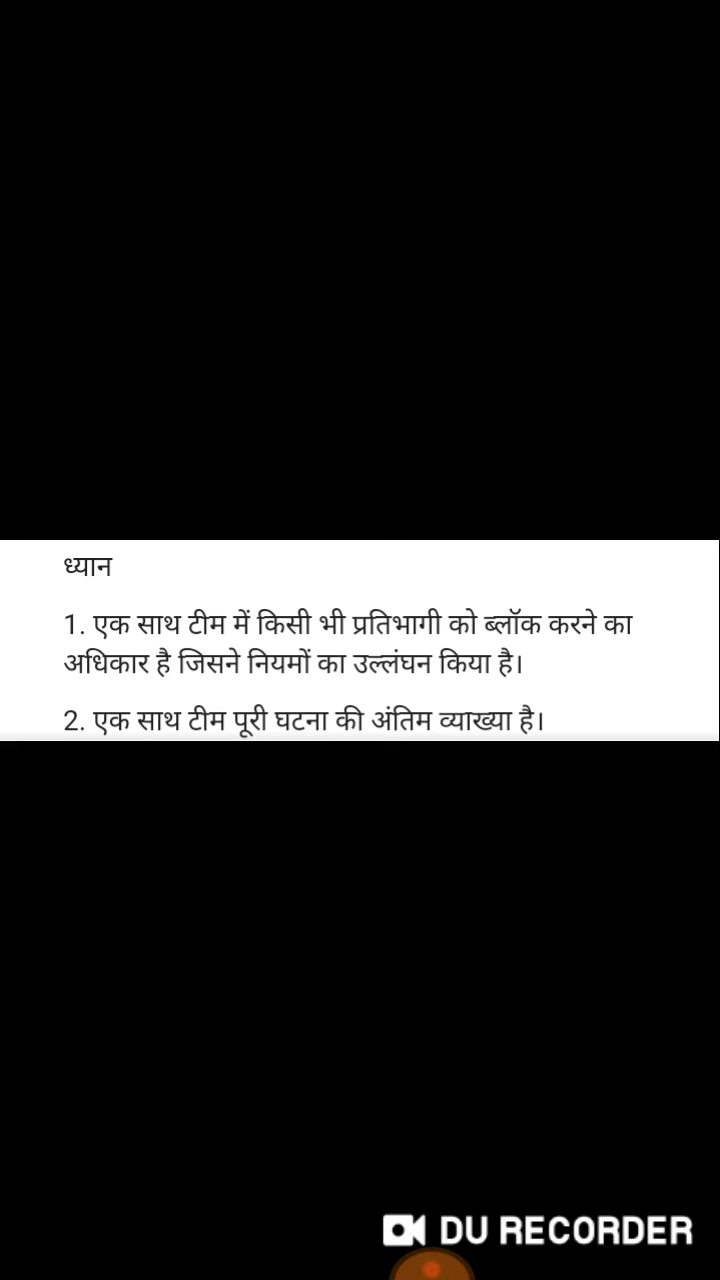 ध्यान
1. एक साथ टीम में किसी भी प्रतिभागी को ब्लॉक करने का
अधिकार है जिसने नियमों का उल्लंघन किया है।
2. एक साथ टीम पूरी घटना की अंतिम व्याख्या है।
DU RECORDER